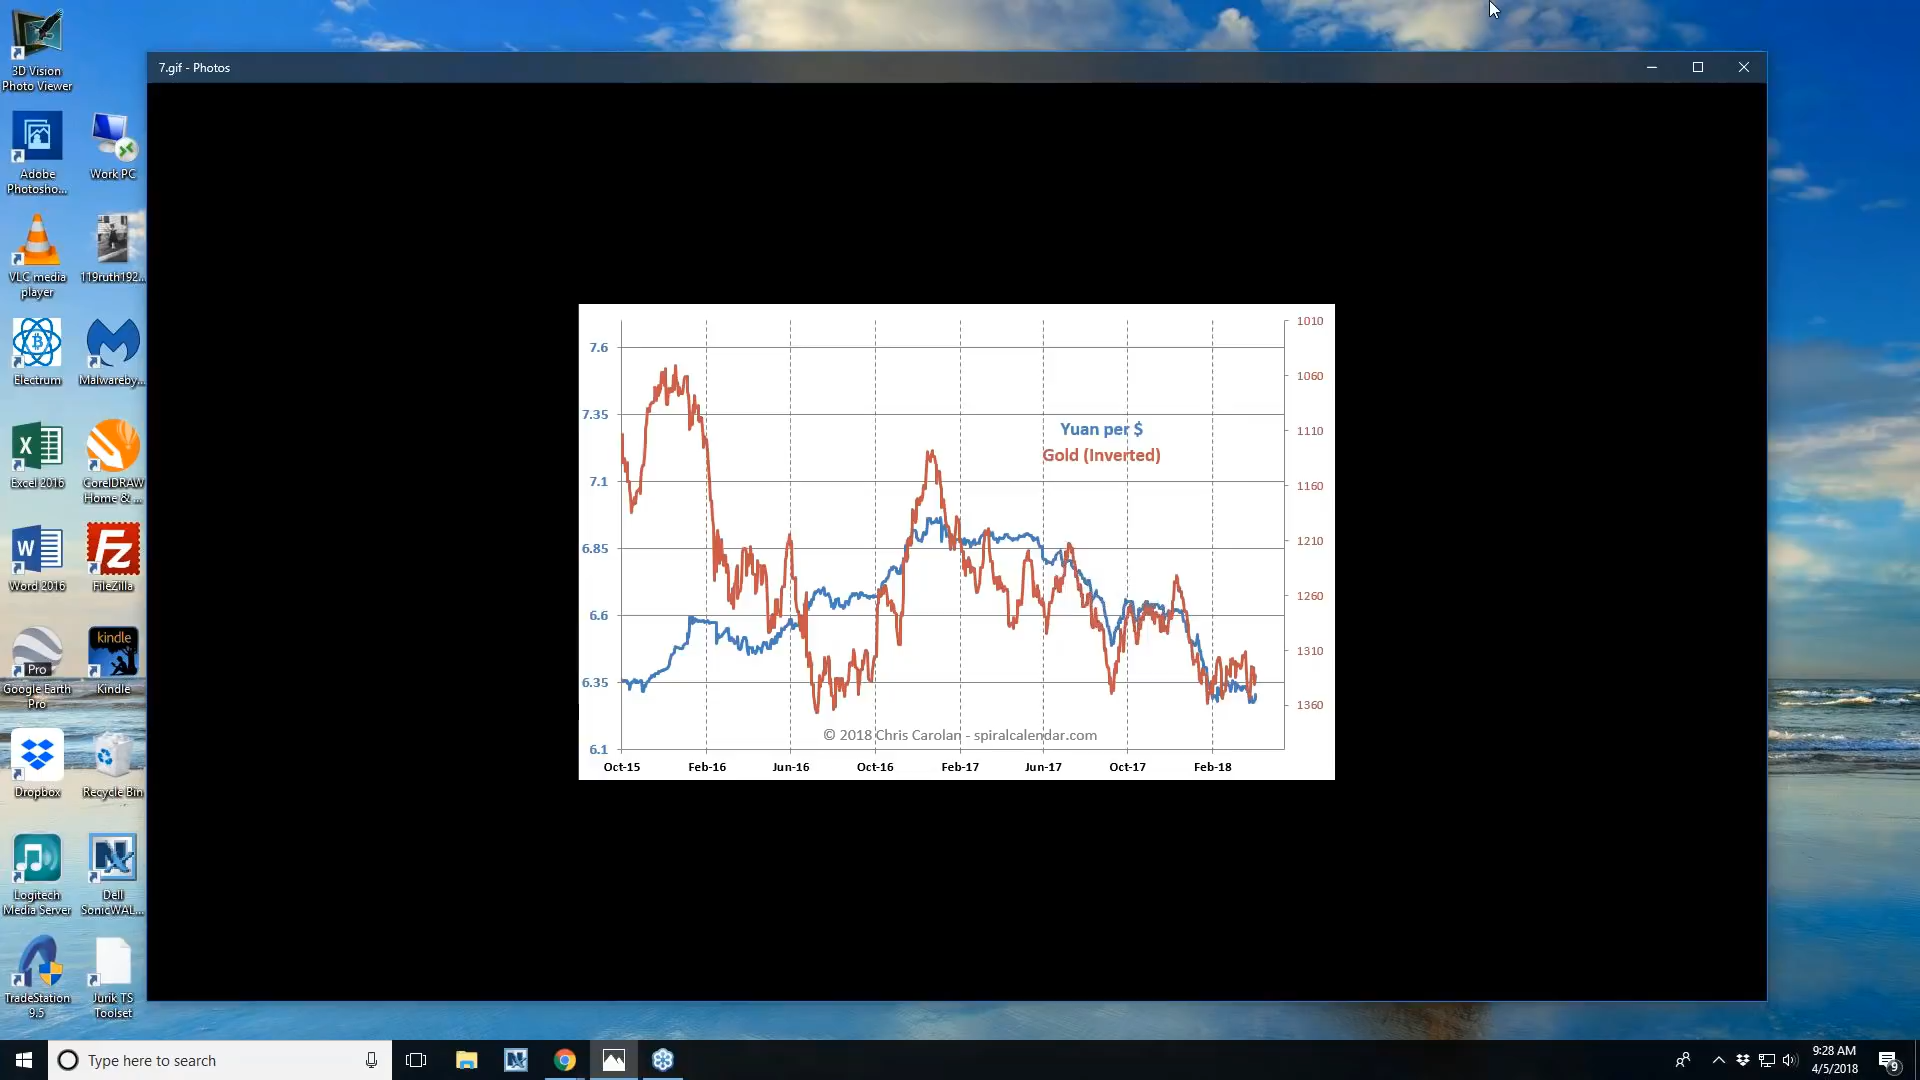 7.gif - Photos
3D Vision
Photo Viewer
Adobe
Photosho...
Work PC
VLC media
player
119ruth192...
Electrum
Malwareby...
Excel 2016
CorelDRAW
Home & ...
Word 2016
FileZilla
Pro
Google Earth
Pro
kindle
Kindle
Dropbox
Recycle Bin
Logitech
Media Server
Dell
SonicWAL...
TradeStation
9.5
Jurik TS
Toolset
7.6
7.35
7.1
6.85
6.6
6.35
6.1
Yuan per $
Gold (Inverted)
1010
1060
1110
1160
1210
1260
1310
1360
© 2018 Chris Carolan - spiralcalendar.com
Oct-15 Feb-16 Jun-16 Oct-16 Feb-17 Jun-17 Oct-17 Feb-18
Type here to search
9:28 AM
4/5/2018
9